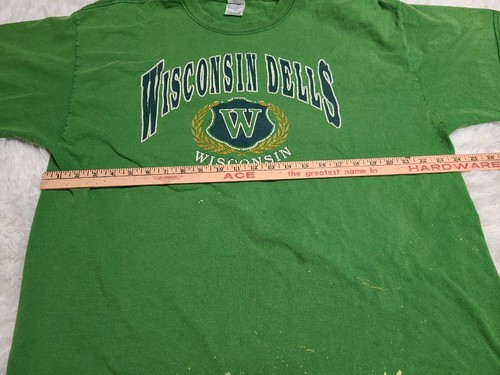 WISCONSIN DELLS
W
WISCONSIN
ACE the greatest name in HARDWARE